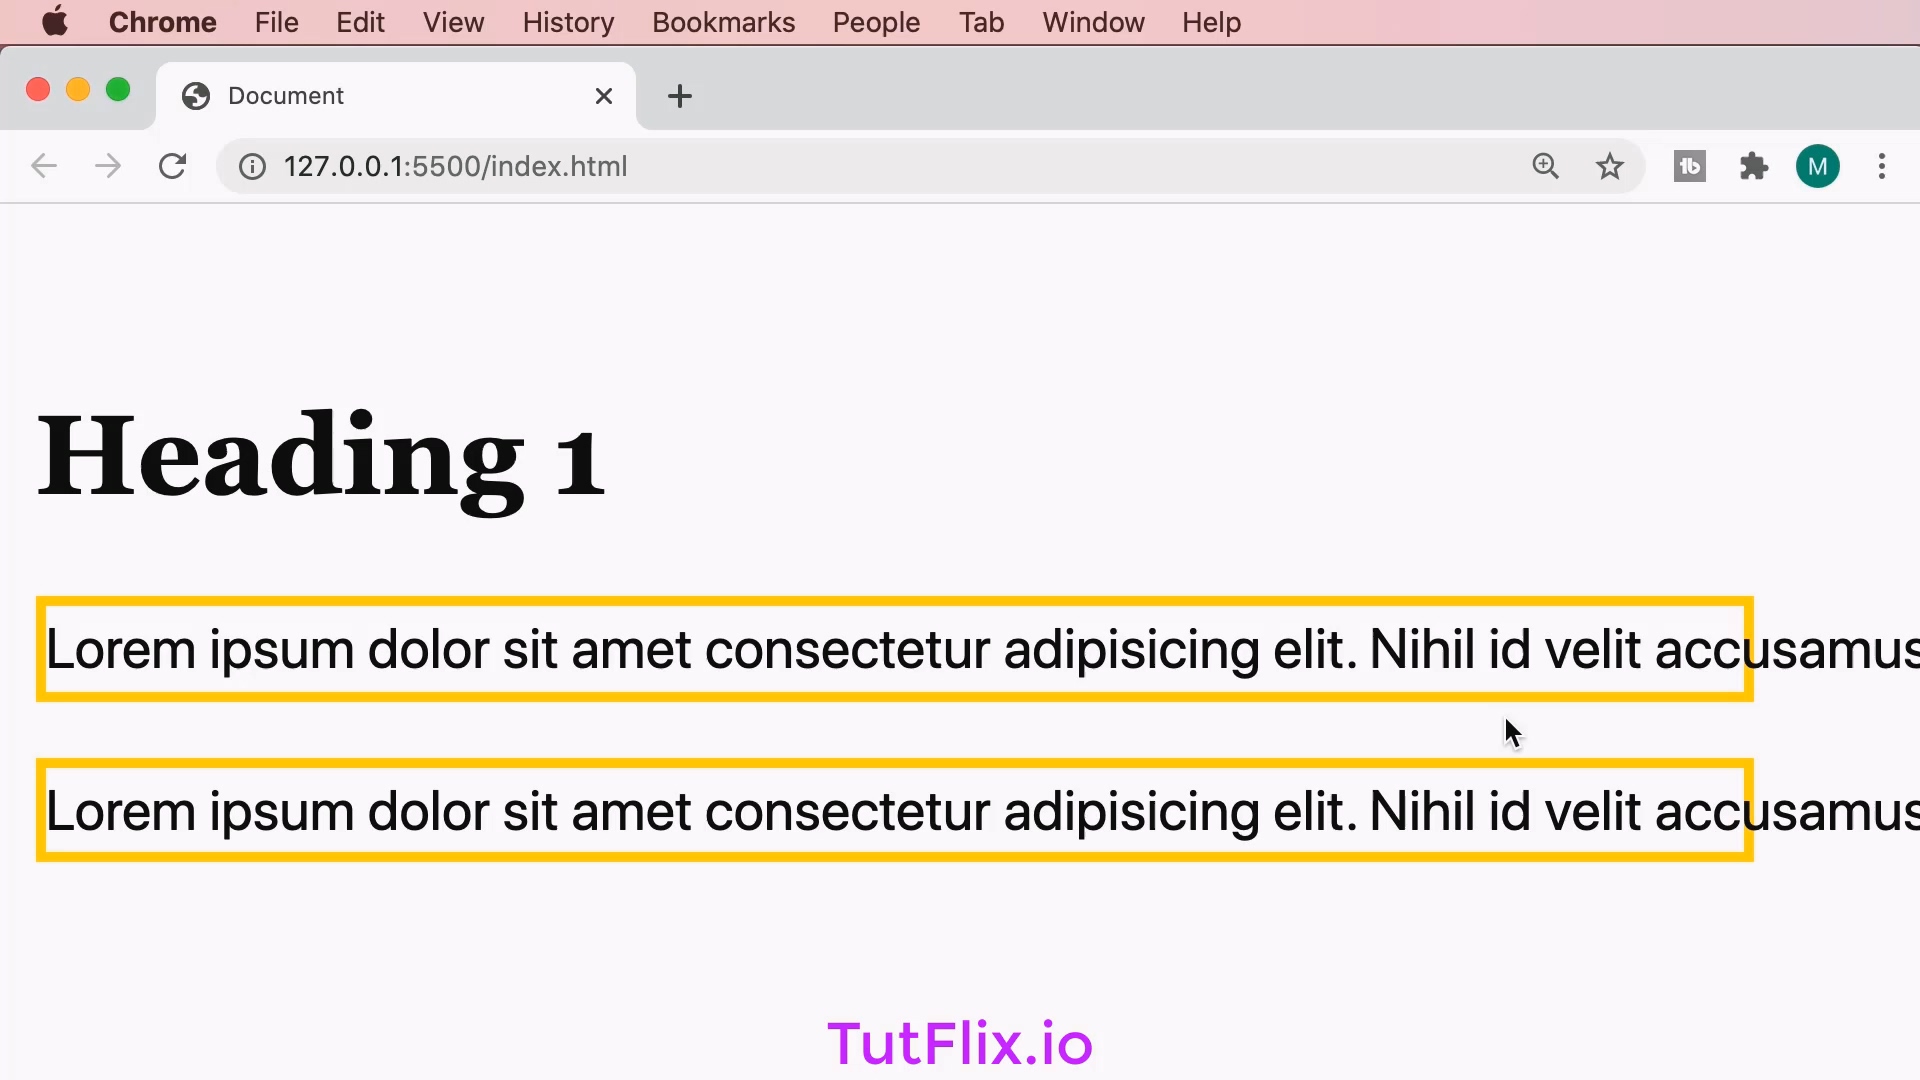 Chrome File Edit View History Bookmarks People Tab Window Help
Document
127.0.0.1:5500/index.html
M
Heading 1
Lorem ipsum dolor sit amet consectetur adipisicing elit. Nihil id velit accusamus
Lorem ipsum dolor sit amet consectetur adipisicing elit. Nihil id velit accusamus
TutFlix.io